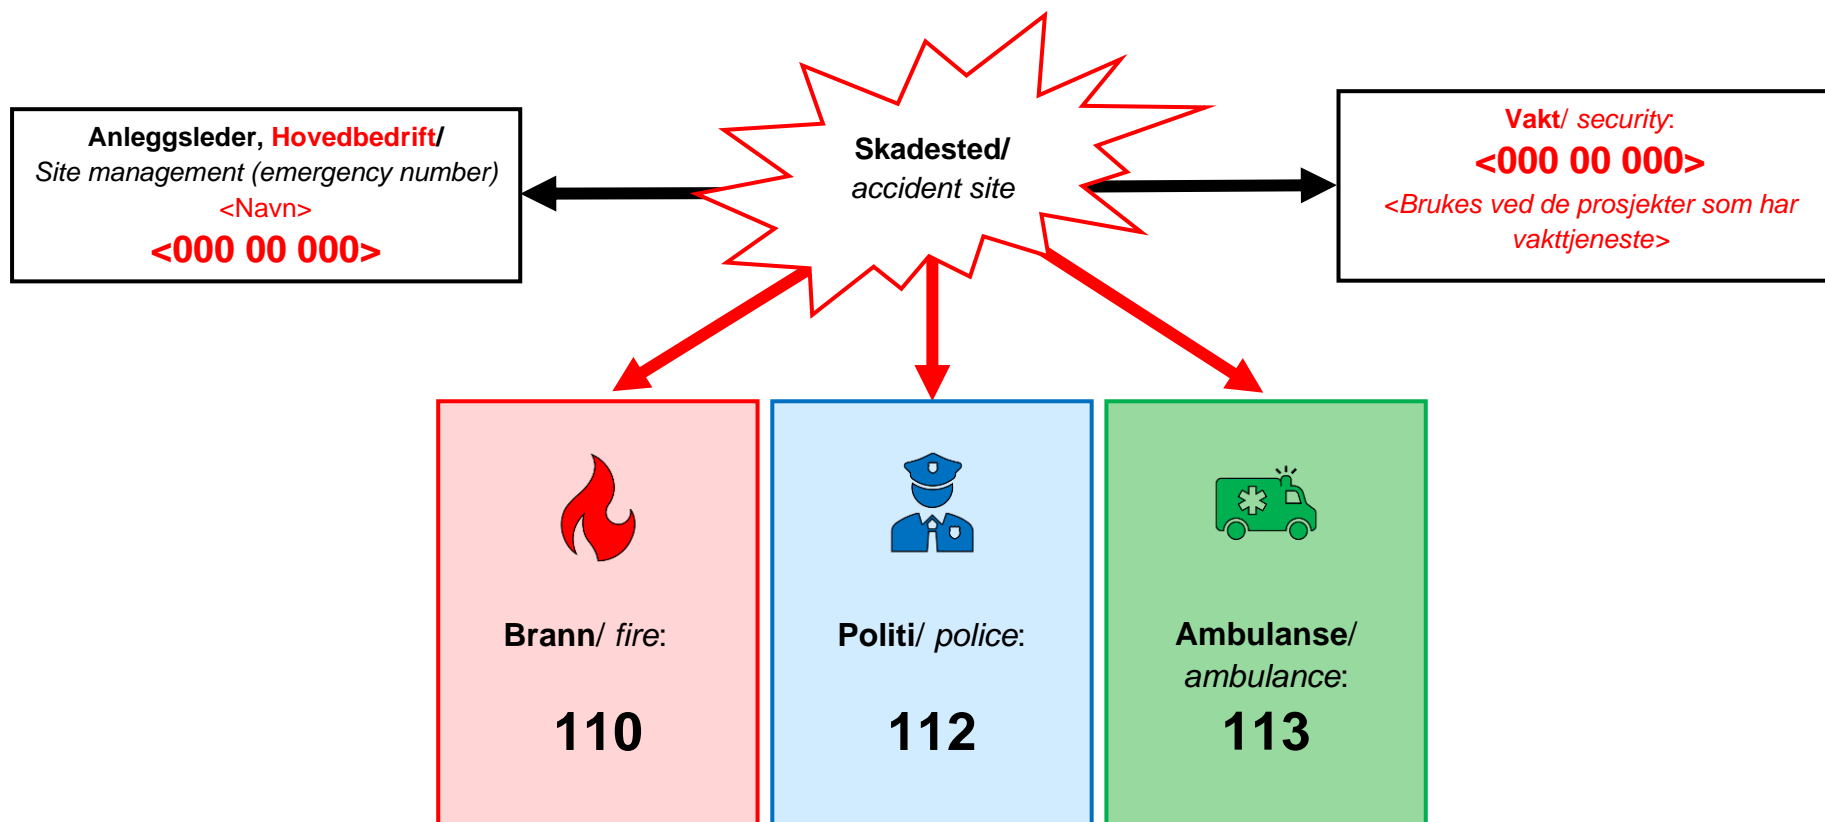 Anleggsleder, Hovedbedrift/
Site management (emergency number)
<Navn>
<000 00 000>
Skadested/
accident site
Vakt/ security:
<000 00 000>
<Brukes ved de prosjekter som har
vakttjeneste>
Brann/ fire:
110
Politi/ police:
112
Ambulanse/
ambulance:
113